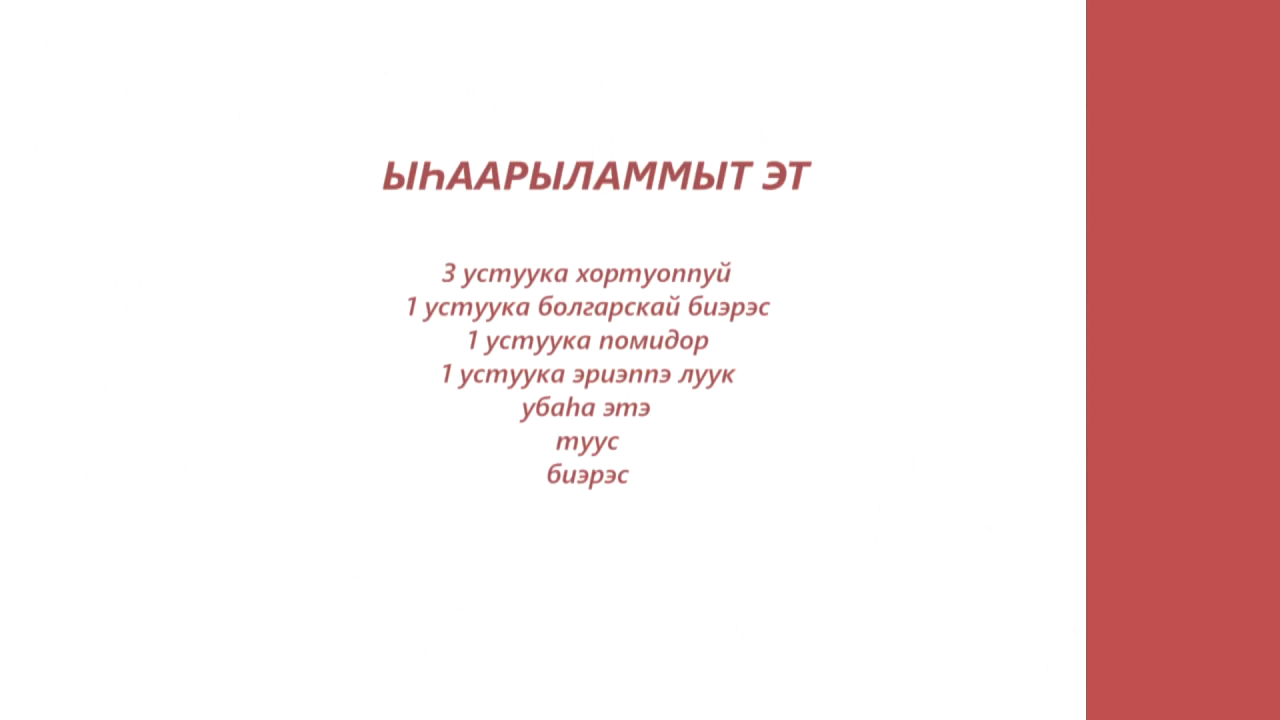 ЫҺААРЫЛАММЫТ ЭТ
3 устуука хортуоппуй
1 устуука болгарскай биэрэс
1 устуука помидор
1 устуука эриэппэ луук
убаһа этэ
туус
биэрэс